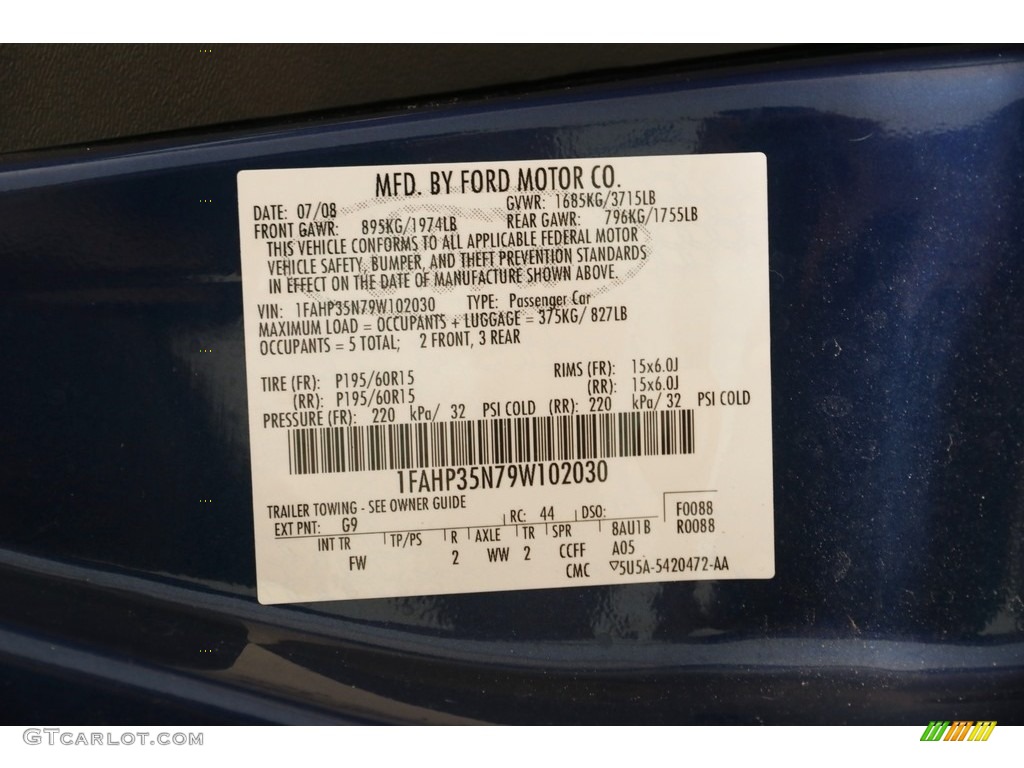 MFD. BY FORD MOTOR CO.
DATE: 07/08 GVWR: 1685KG/3715LB
FRONT GAWR: 895KG/1974LB REAR GAWR: 796KG/1755LB
THIS VEHICLE CONFORMS TO ALL APPLICABLE FEDERAL MOTOR
VEHICLE SAFETY, BUMPER, AND THEFT PREVENTION STANDARDS
IN EFFECT ON THE DATE OF MANUFACTURE SHOWN ABOVE.
VIN: 1FAHP35N79W102030 TYPE: Passenger Car
MAXIMUM LOAD = OCCUPANTS + LUGGAGE = 375KG/ 827LB
OCCUPANTS = 5 TOTAL; 2 FRONT, 3 REAR
TIRE (FR): P195/60R15 RIMS (FR): 15x6.0J
(RR): P195/60R15 (RR): 15x6.0J
PRESSURE (FR): 220 kPa/ 32 PSI COLD (RR): 220 kPa/ 32 PSI COLD
1FAHP35N79W102030
TRAILER TOWING - SEE OWNER GUIDE
EXT PNT: G9 RC: 44 DSO: F0088
INT TR TP/PS R AXLE TR SPR 8AU1B R0088
FW 2 WW 2 CCFF A05
CMC ▽5U5A-5420472-AA
GTCarLot.com